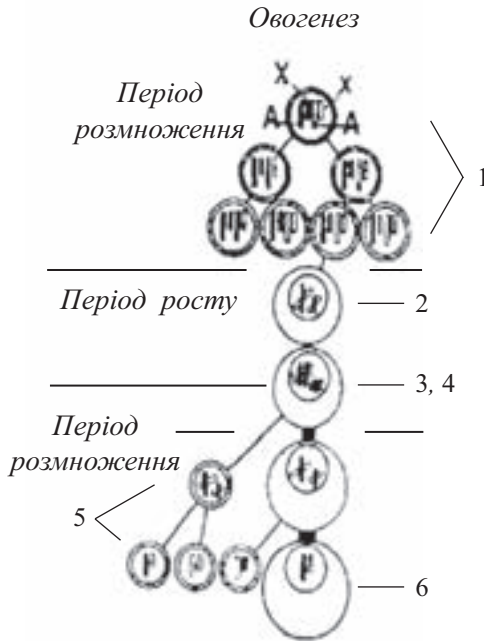 Овогенез
Період
розмноження
X X
A A
1
Період росту
2
3, 4
Період
розмноження
5
6